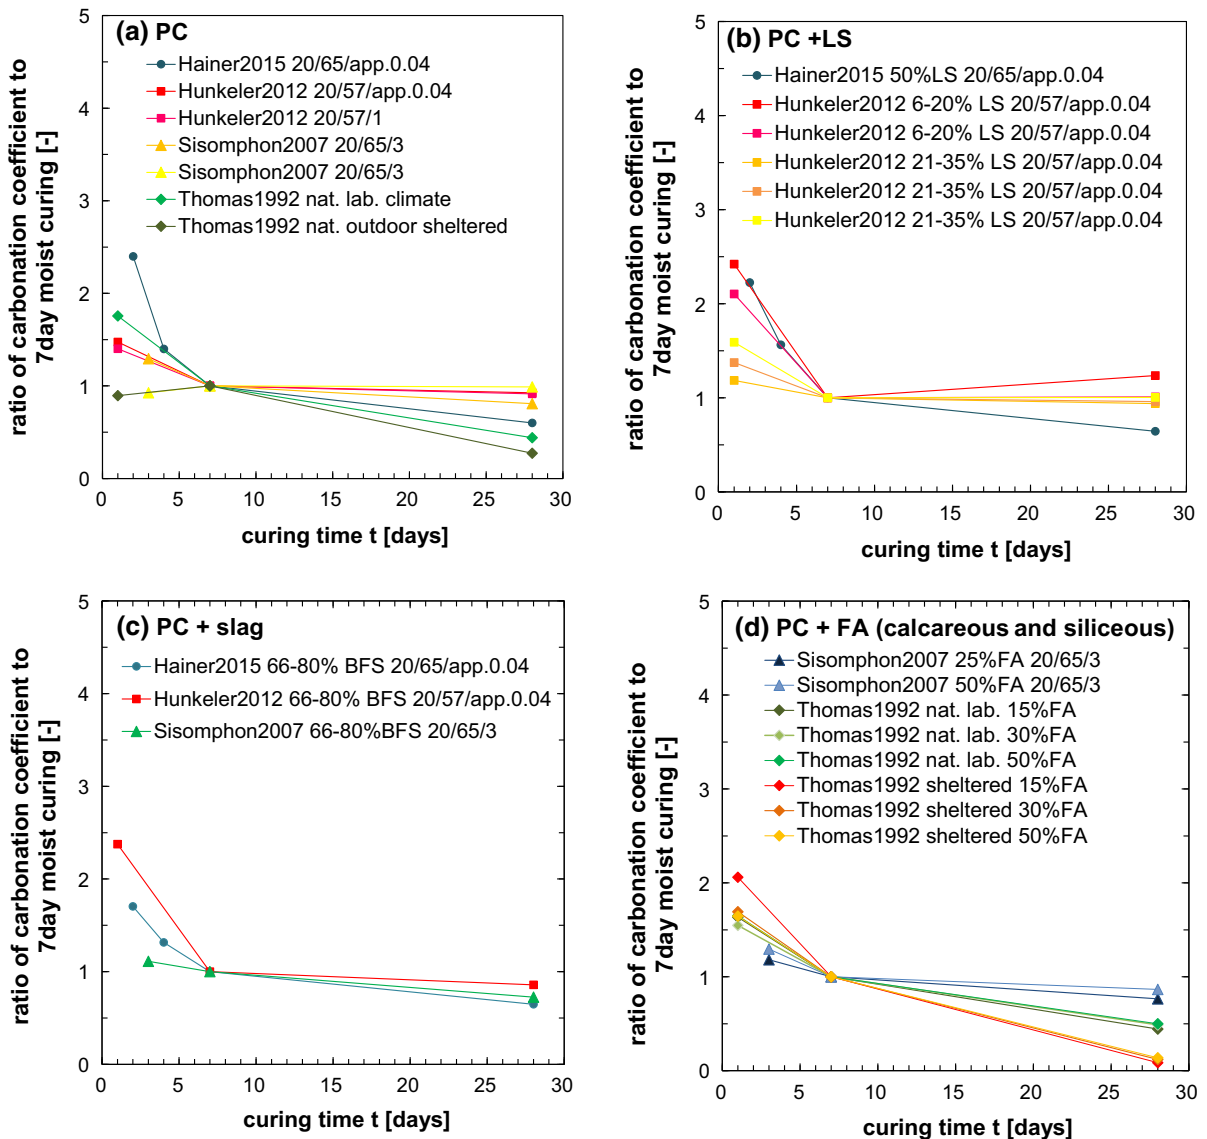 (a) PC
Hainer2015 20/65/app.0.04
Hunkeler2012 20/57/app.0.04
Hunkeler2012 20/57/1
Sisomphon2007 20/65/3
Sisomphon2007 20/65/3
Thomas1992 nat. lab. climate
Thomas1992 nat. outdoor sheltered
ratio of carbonation coefficient to
7day moist curing [-]
5
4
3
2
1
0
0 5 10 15 20 25 30
curing time t [days]
(b) PC +LS
Hainer2015 50%LS 20/65/app.0.04
Hunkeler2012 6-20% LS 20/57/app.0.04
Hunkeler2012 6-20% LS 20/57/app.0.04
Hunkeler2012 21-35% LS 20/57/app.0.04
Hunkeler2012 21-35% LS 20/57/app.0.04
Hunkeler2012 21-35% LS 20/57/app.0.04
ratio of carbonation coefficient to
7day moist curing [-]
5
4
3
2
1
0
0 5 10 15 20 25 30
curing time t [days]
(c) PC + slag
Hainer2015 66-80% BFS 20/65/app.0.04
Hunkeler2012 66-80% BFS 20/57/app.0.04
Sisomphon2007 66-80%BFS 20/65/3
ratio of carbonation coefficient to
7day moist curing [-]
5
4
3
2
1
0
0 5 10 15 20 25 30
curing time t [days]
(d) PC + FA (calcareous and siliceous)
Sisomphon2007 25%FA 20/65/3
Sisomphon2007 50%FA 20/65/3
Thomas1992 nat. lab. 15%FA
Thomas1992 nat. lab. 30%FA
Thomas1992 nat. lab. 50%FA
Thomas1992 sheltered 15%FA
Thomas1992 sheltered 30%FA
Thomas1992 sheltered 50%FA
ratio of carbonation coefficient to
7day moist curing [-]
5
4
3
2
1
0
0 5 10 15 20 25 30
curing time t [days]